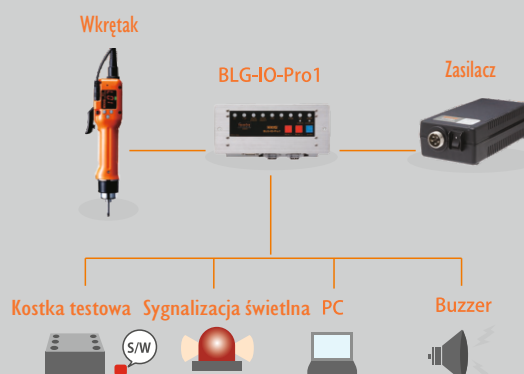 Wkrętak
BLG-IO-Pro1
Zasilacz
Kostka testowa
Sygnalizacja świetlna
PC
Buzzer
S/W